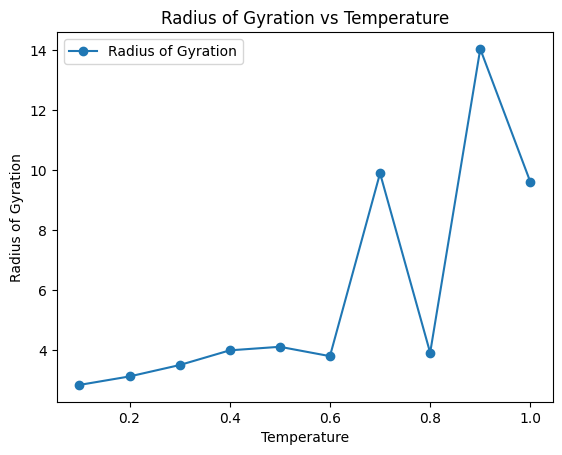 Radius of Gyration vs Temperature
Radius of Gyration
14
12
10
8
6
4
Radius of Gyration
0.2 0.4 0.6 0.8 1.0
Temperature